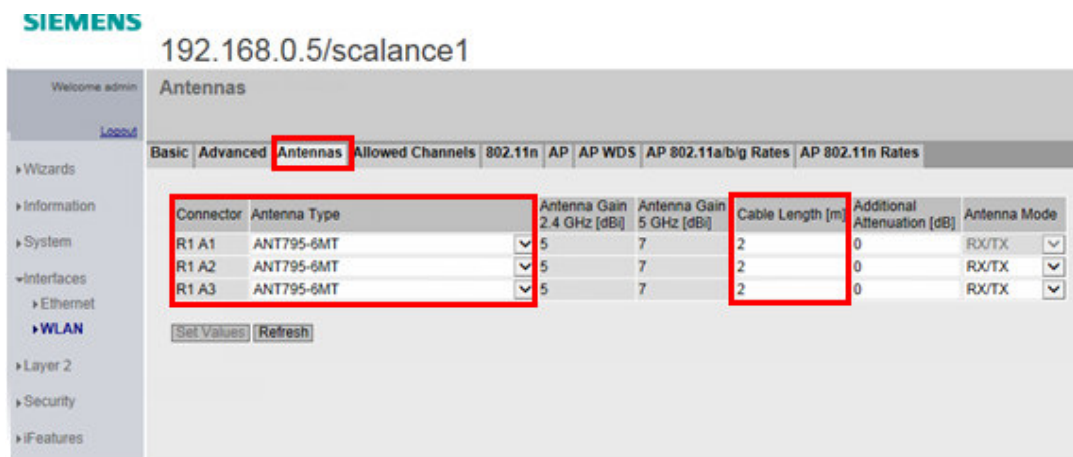 SIEMENS
192.168.0.5/scalance1
Welcome admin
Logout
Antennas
Basic Advanced Antennas Allowed Channels 802.11n AP AP WDS AP 802.11a/b/g Rates AP 802.11n Rates
Wizards
Information
System
Interfaces
Ethernet
WLAN
Layer 2
Security
iFeatures
Connector Antenna Type Antenna Gain 2.4 GHz [dBi] Antenna Gain 5 GHz [dBi] Cable Length [m] Additional Attenuation [dB] Antenna Mode
R1 A1 ANT795-6MT 5 7 2 0 RX/TX
R1 A2 ANT795-6MT 5 7 2 0 RX/TX
R1 A3 ANT795-6MT 5 7 2 0 RX/TX
Set Values Refresh